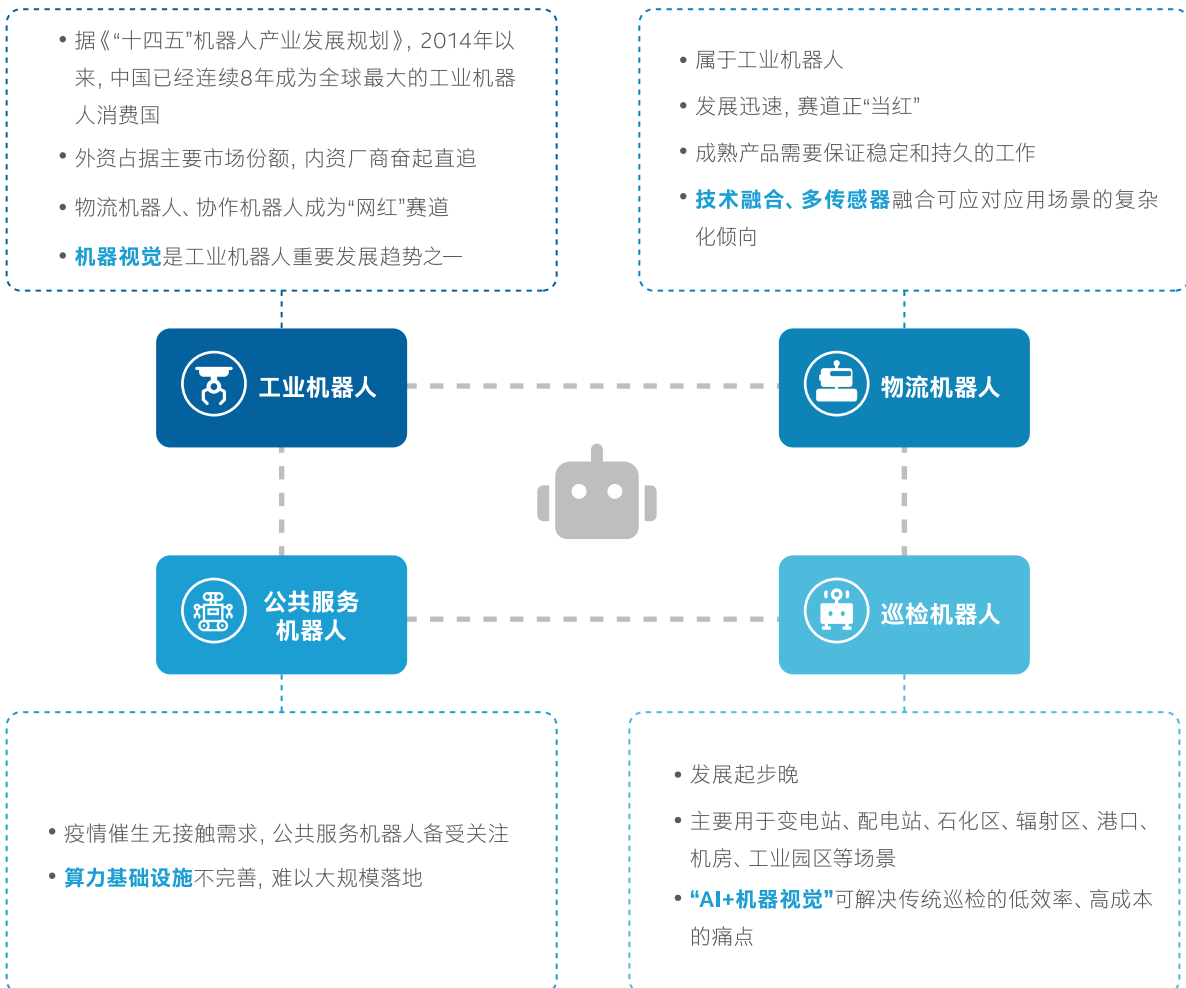 • 据《“十四五”机器人产业发展规划》, 2014年以
来, 中国已经连续8年成为全球最大的工业机器
人消费国
• 外资占据主要市场份额, 内资厂商奋起直追
• 物流机器人、协作机器人成为“网红”赛道
• 机器视觉是工业机器人重要发展趋势之一
• 属于工业机器人
• 发展迅速, 赛道正“当红”
• 成熟产品需要保证稳定和持久的工作
• 技术融合、多传感器融合可应对应用场景的复杂
化倾向
工业机器人
物流机器人
公共服务
机器人
巡检机器人
• 疫情催生无接触需求, 公共服务机器人备受关注
• 算力基础设施不完善, 难以大规模落地
• 发展起步晚
• 主要用于变电站、配电站、石化区、辐射区、港口、
机房、工业园区等场景
• “AI+机器视觉”可解决传统巡检的低效率、高成本
的痛点